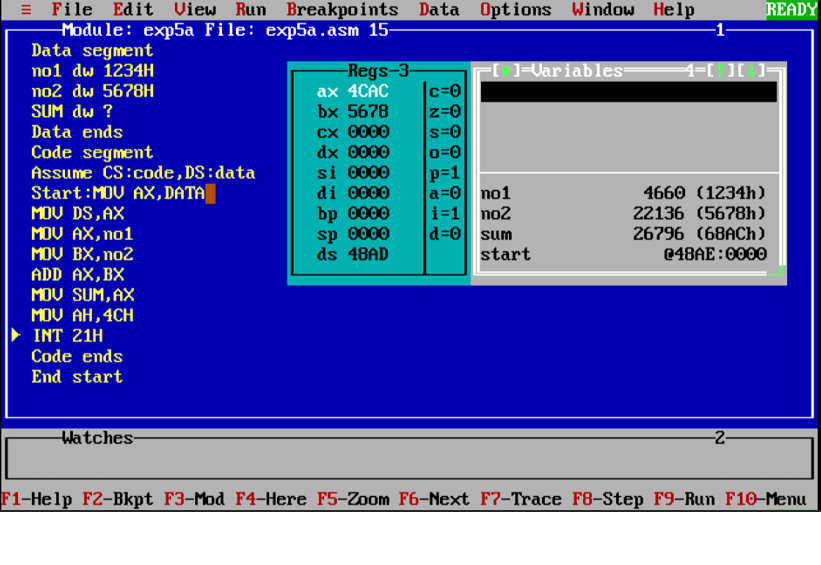 ≡ File Edit View Run Breakpoints Data Options Window Help READY
Module: exp5a File: exp5a.asm 15 1
Data segment
no1 dw 1234H
no2 dw 5678H
SUM dw ?
Data ends
Code segment
Assume CS:code,DS:data
Start:MOV AX,DATA
MOV DS,AX
MOV AX,no1
MOV BX,no2
ADD AX,BX
MOV SUM,AX
MOV AH,4CH
INT 21H
Code ends
End start
Regs 3
ax 4CAC c=0
bx 5678 z=0
cx 0000 s=0
dx 0000 o=0
si 0000 p=1
di 0000 a=0
bp 0000 i=1
sp 0000 d=0
ds 48AD
[■]=Variables 4=[↑][↓]
no1 4660 (1234h)
no2 22136 (5678h)
sum 26796 (68ACh)
start @48AE:0000
Watches 2
F1-Help F2-Bkpt F3-Mod F4-Here F5-Zoom F6-Next F7-Trace F8-Step F9-Run F10-Menu